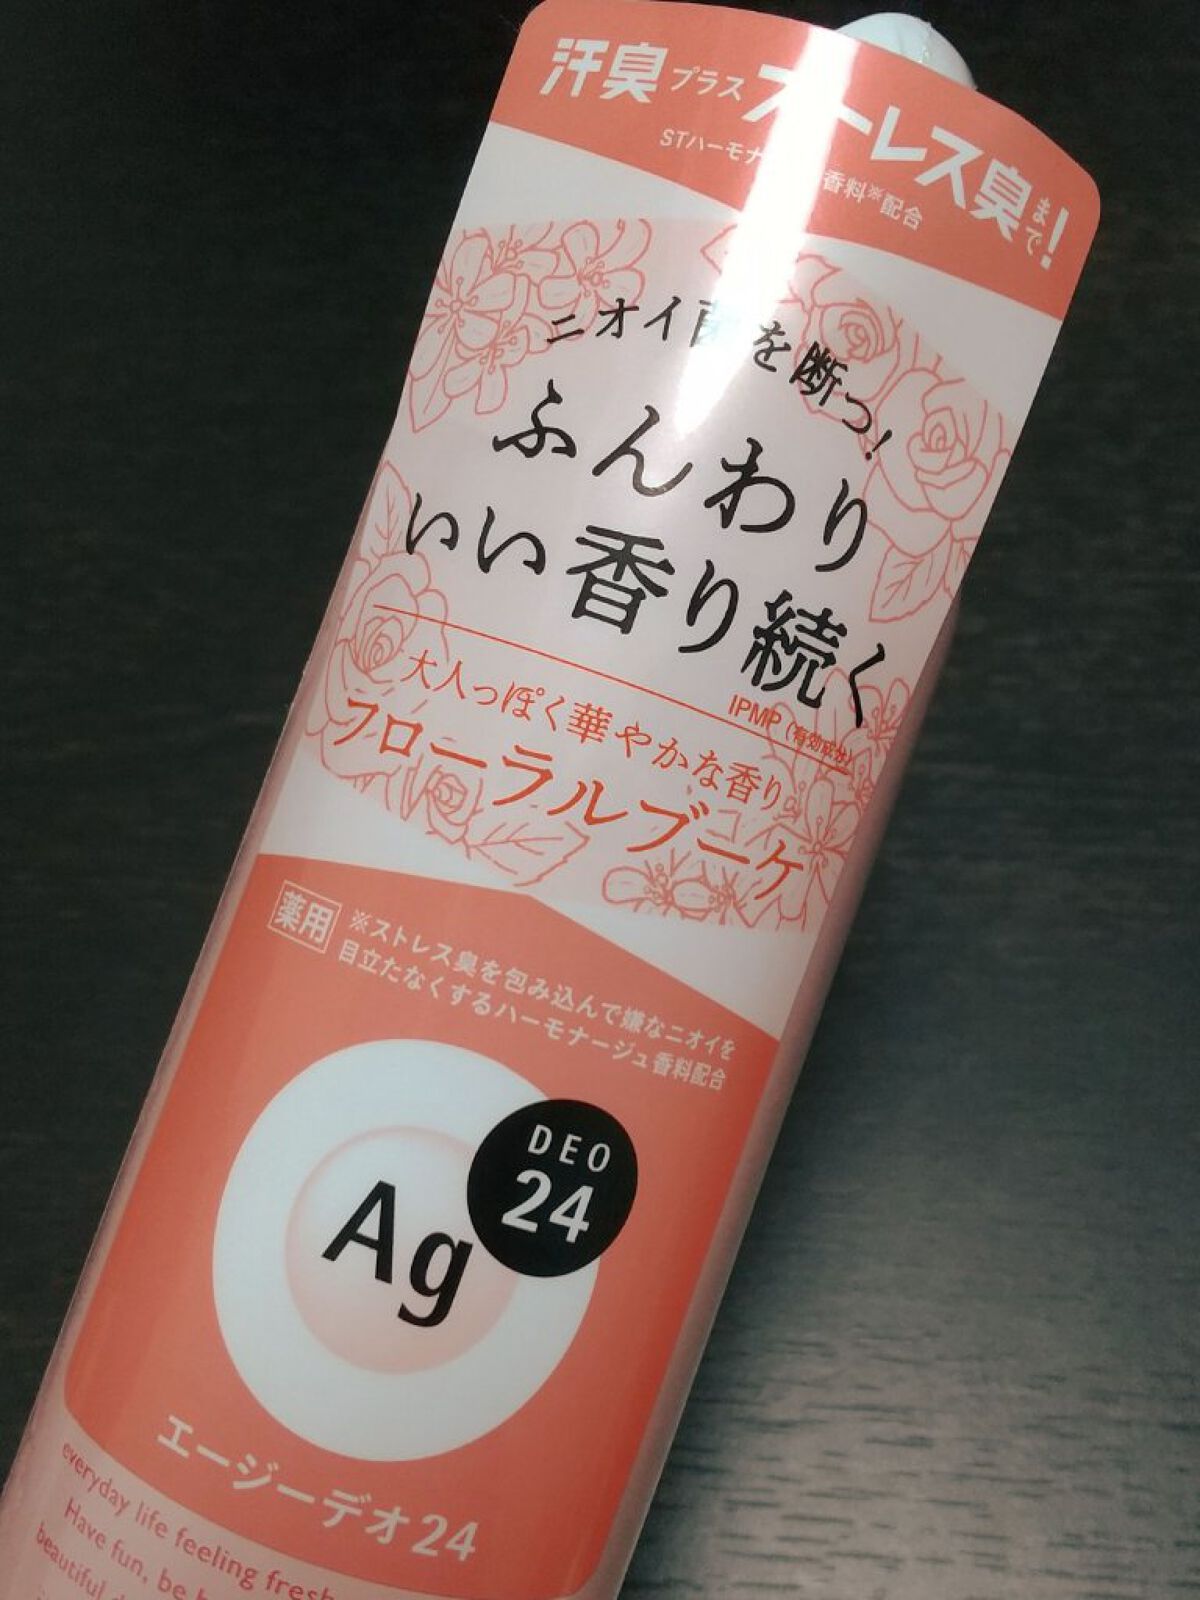 汗臭プラスストレス臭まで!
STハーモナ 香料※配合
ニオイ菌を断つ!
ふんわり
いい香り続く
IPMP(有効成分)
大人っぽく華やかな香り
フローラルブーケ
薬用
※ストレス臭を包み込んで嫌なニオイを
目立たなくするハーモナージュ香料配合
DEO
24
Ag
エージーデオ24
everyday life feeling fresh
Have fun, be
beautiful